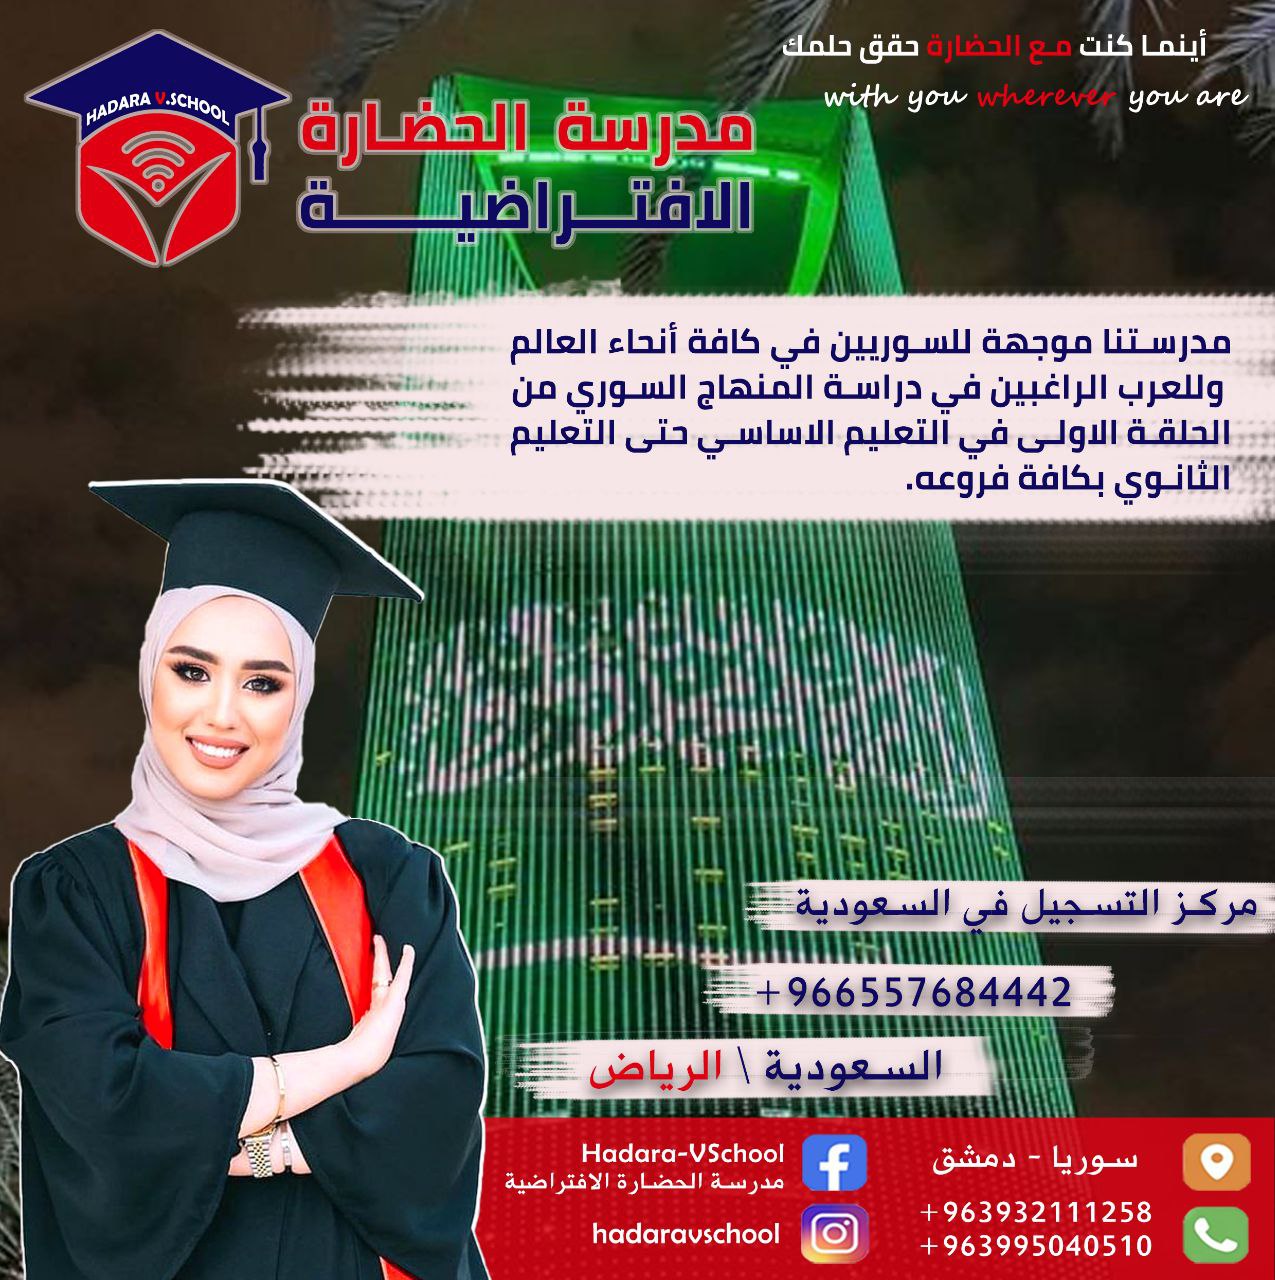 أينما كنت مع الحضارة حقق حلمك
with you wherever you are
HADARA V.SCHOOL
مدرسة الحضارة
الافتراضية
مدرستنا موجهة للسوريين في كافة أنحاء العالم
وللعرب الراغبين في دراسة المنهاج السوري من
الحلقة الاولى في التعليم الاساسي حتى التعليم
الثانوي بكافة فروعه.
مركز التسجيل في السعودية
+966557684442
السعودية \ الرياض
Hadara-VSchool
مدرسة الحضارة الافتراضية
hadaravschool
سوريا - دمشق
+963932111258
+963995040510